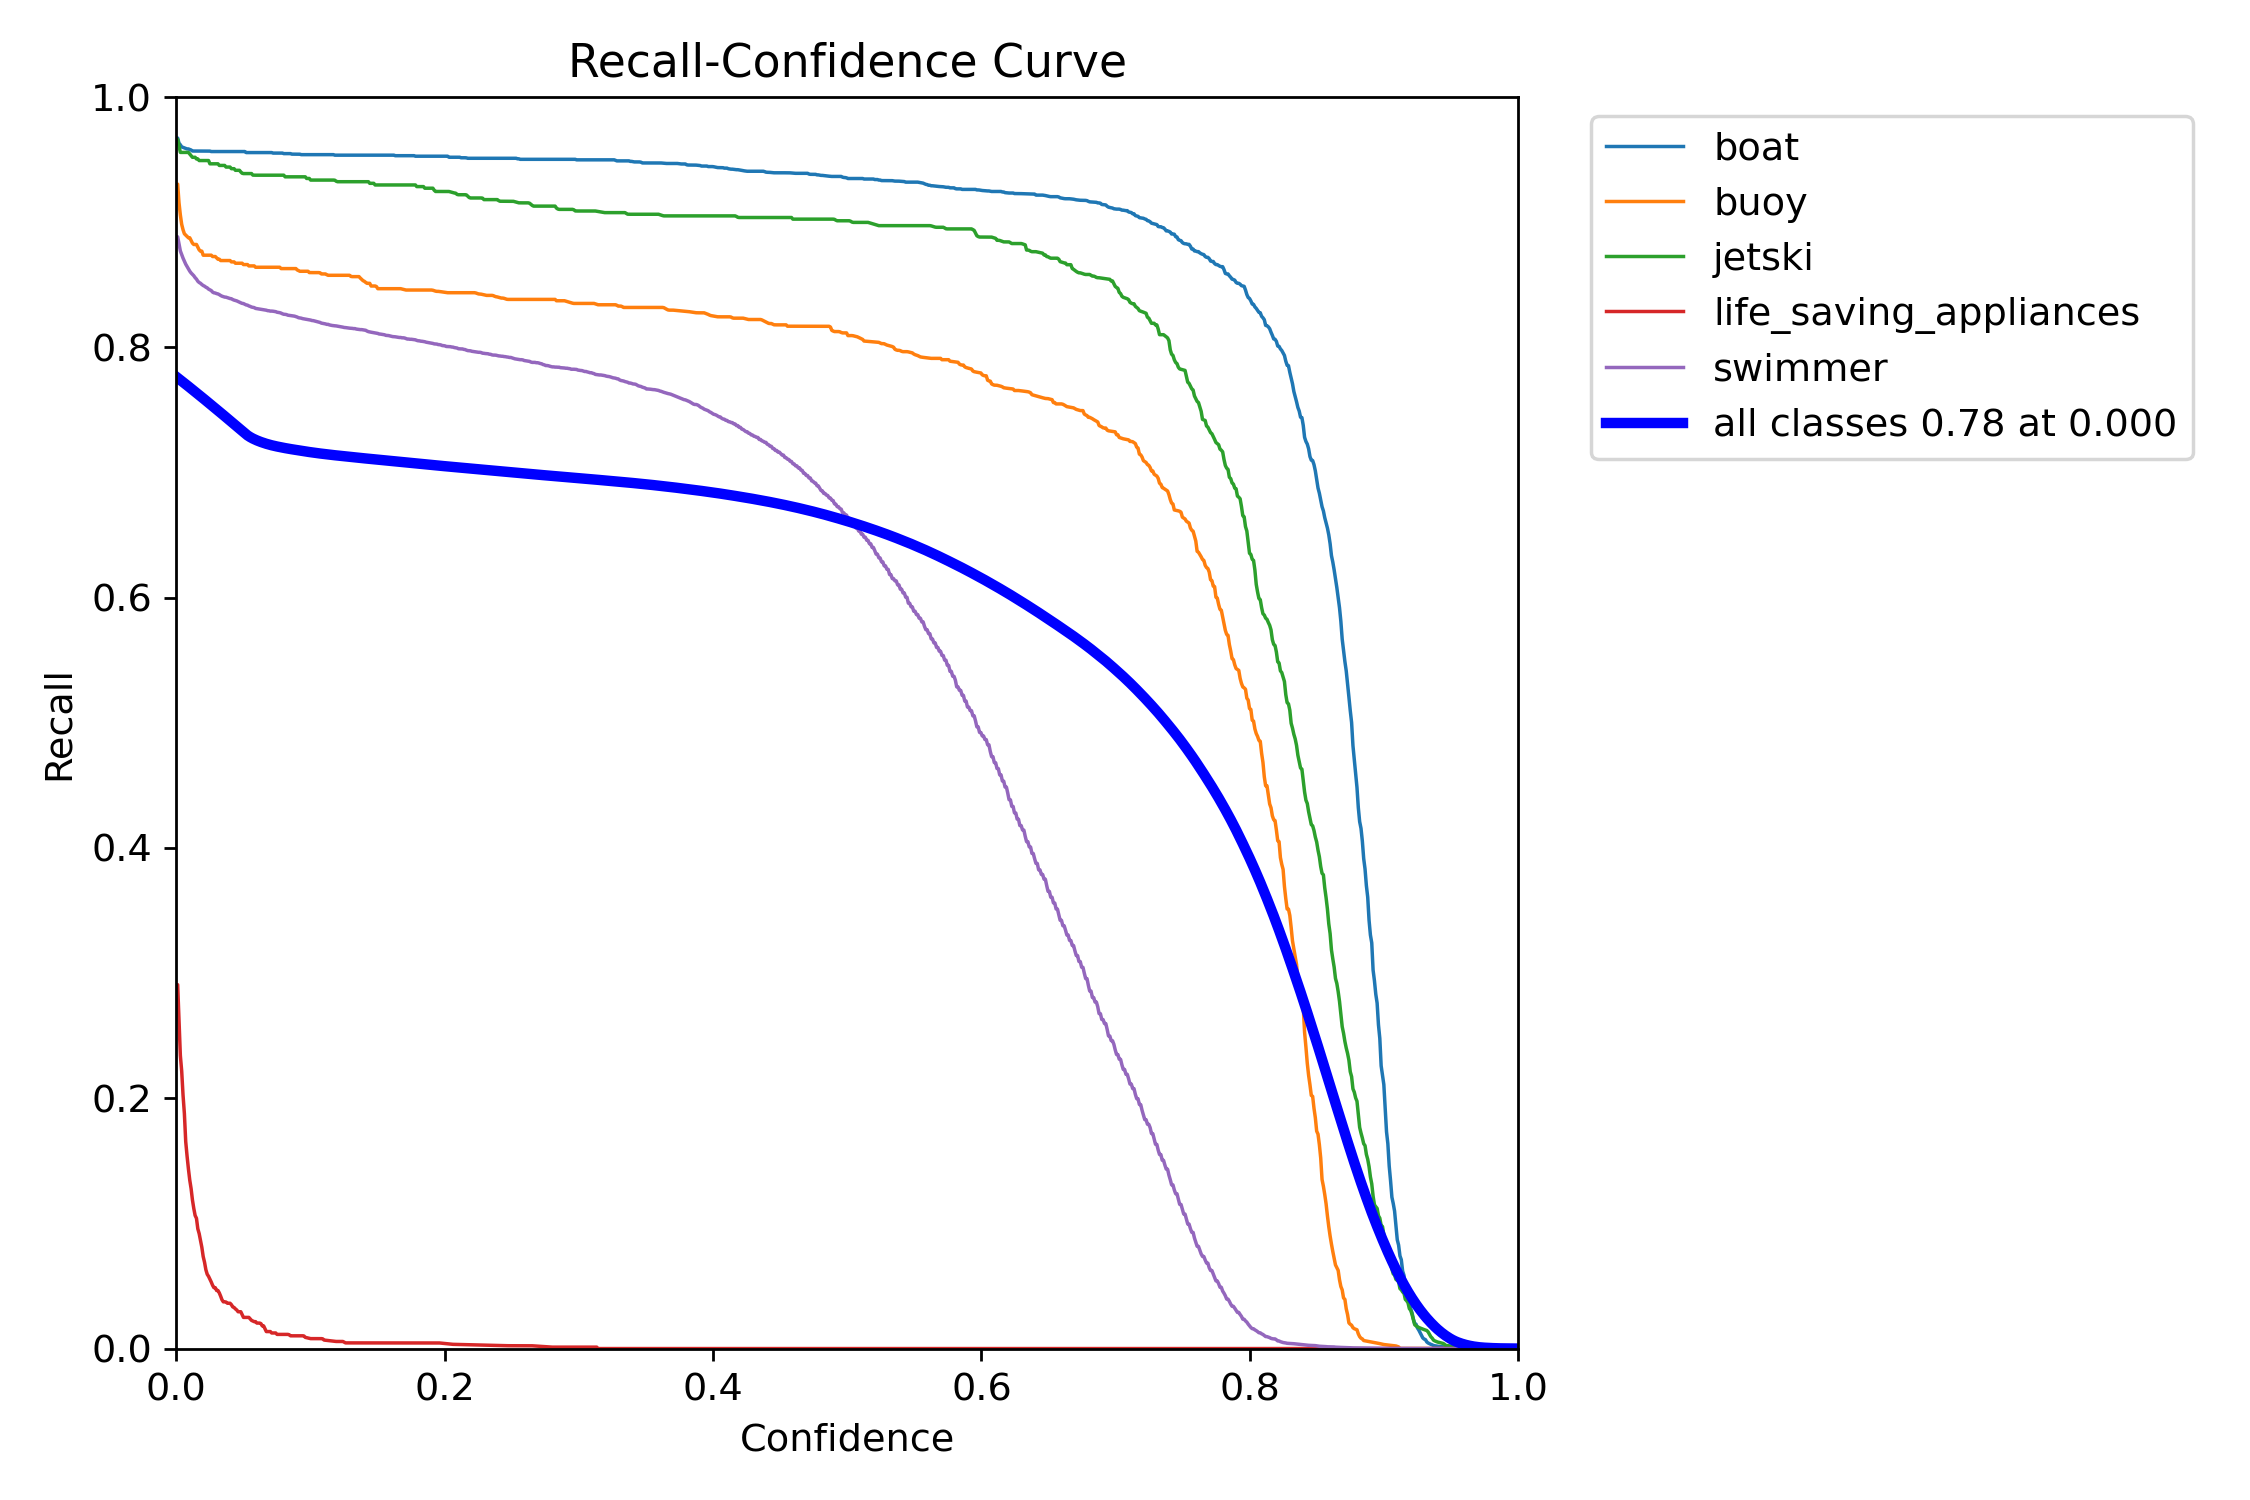 Recall-Confidence Curve
1.0
0.8
0.6
0.4
0.2
0.0
Recall
0.0 0.2 0.4 0.6 0.8 1.0
Confidence
boat
buoy
jetski
life_saving_appliances
swimmer
all classes 0.78 at 0.000